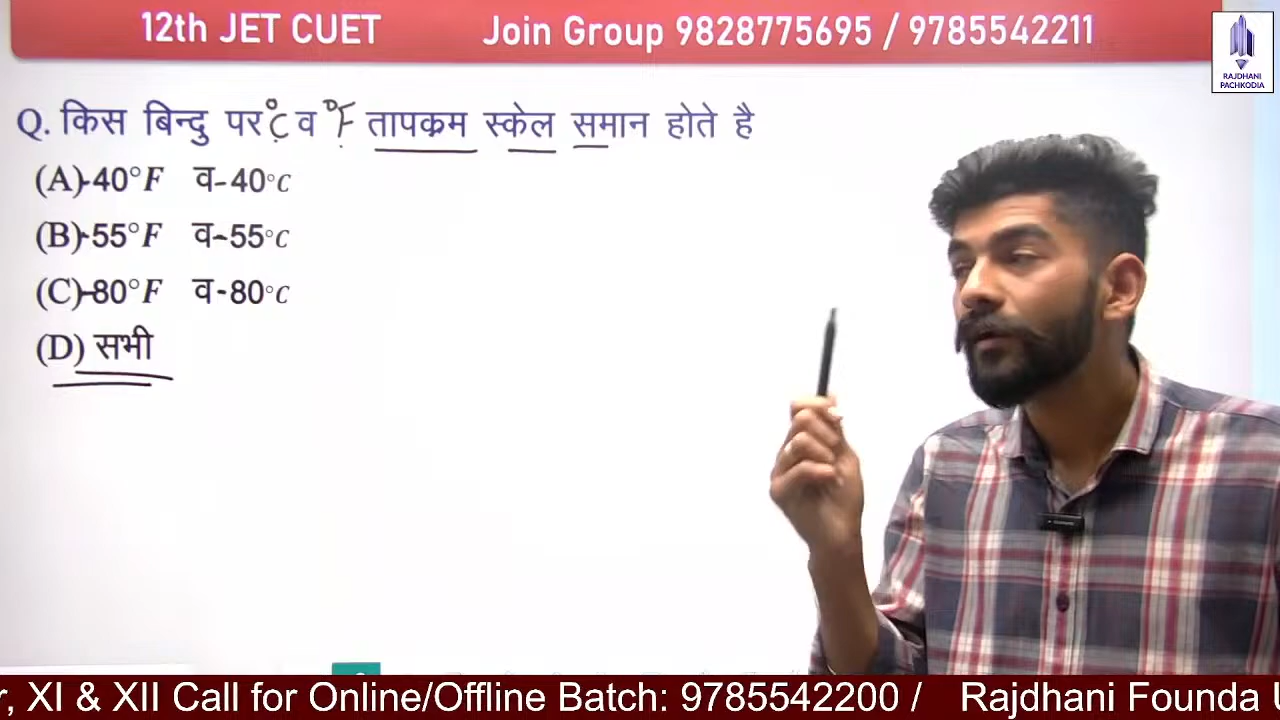 12th JET CUET Join Group 9828775695 / 9785542211
RAJDHANI
PACHKODIA
Q. किस बिन्दु पर °C व °F तापक्रम स्केल समान होते है
(A)-40°F व-40°C
(B)-55°F व-55°C
(C)-80°F व-80°C
(D) सभी
r, XI & XII Call for Online/Offline Batch: 9785542200 / Rajdhani Founda